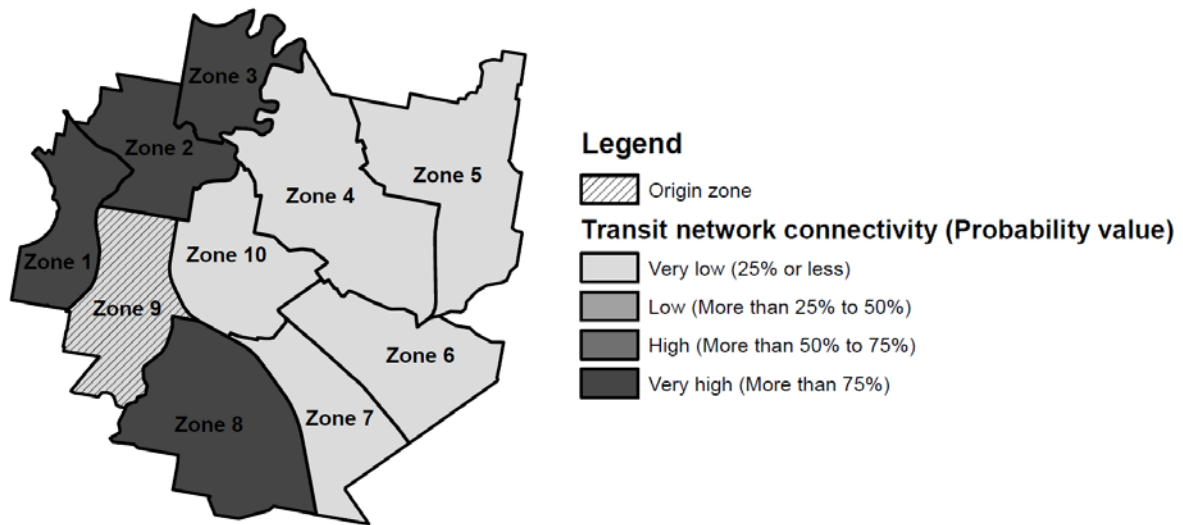 Zone 3
Zone 2
Zone 5
Zone 4
Zone 1
Zone 10
Zone 9
Zone 6
Zone 7
Zone 8
Legend
Origin zone
Transit network connectivity (Probability value)
Very low (25% or less)
Low (More than 25% to 50%)
High (More than 50% to 75%)
Very high (More than 75%)